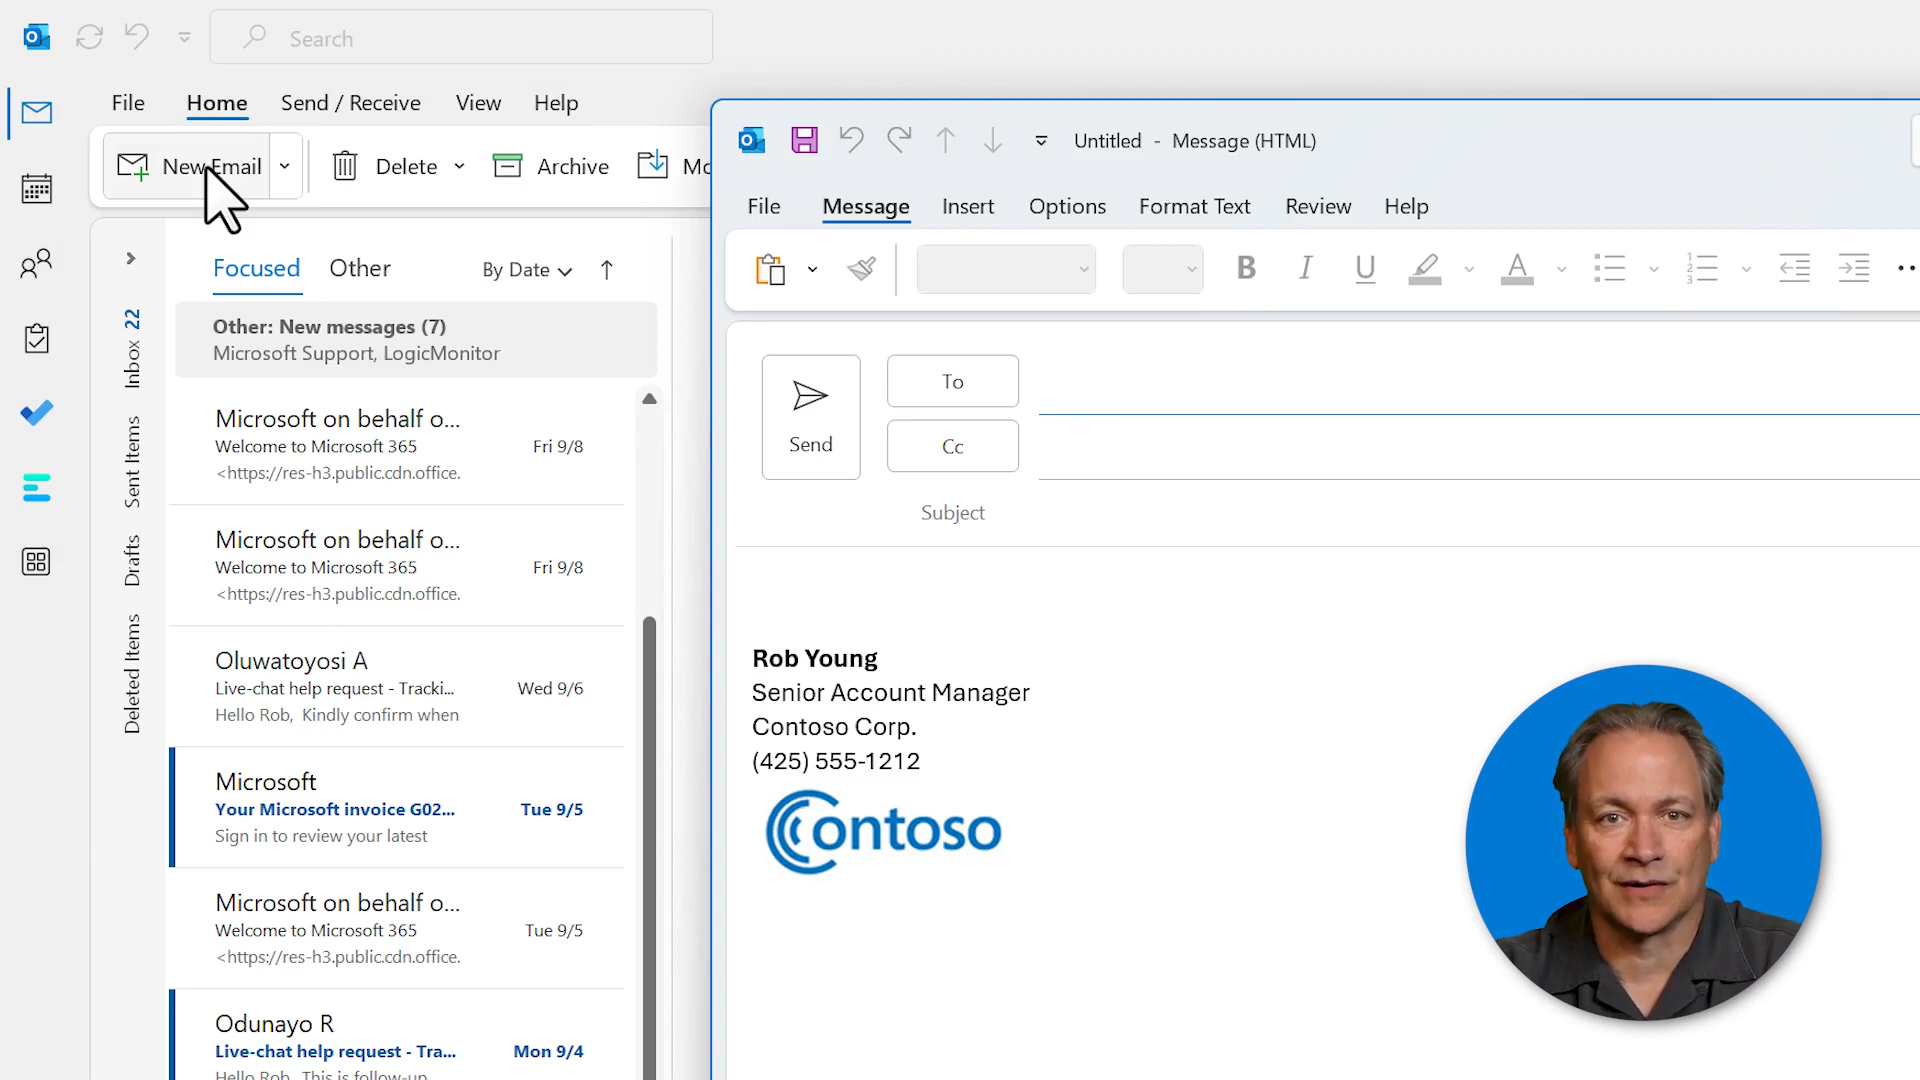 Search
File
Home
Send / Receive
View
Help
New Email
Delete
Archive
Focused
Other
By Date
Other: New messages (7)
Microsoft Support, LogicMonitor
Inbox 22
Sent Items
Drafts
Deleted Items
Microsoft on behalf o...
Welcome to Microsoft 365
Fri 9/8
<https://res-h3.public.cdn.office.
Microsoft on behalf o...
Welcome to Microsoft 365
Fri 9/8
<https://res-h3.public.cdn.office.
Oluwatoyosi A
Live-chat help request - Tracki...
Wed 9/6
Hello Rob, Kindly confirm when
Microsoft
Your Microsoft invoice G02...
Tue 9/5
Sign in to review your latest
Microsoft on behalf o...
Welcome to Microsoft 365
Tue 9/5
<https://res-h3.public.cdn.office.
Odunayo R
Live-chat help request - Tra...
Mon 9/4
Hello Rob, This is follow-up
Untitled - Message (HTML)
File
Message
Insert
Options
Format Text
Review
Help
B
I
U
A
Send
To
Cc
Subject
Rob Young
Senior Account Manager
Contoso Corp.
(425) 555-1212
Contoso